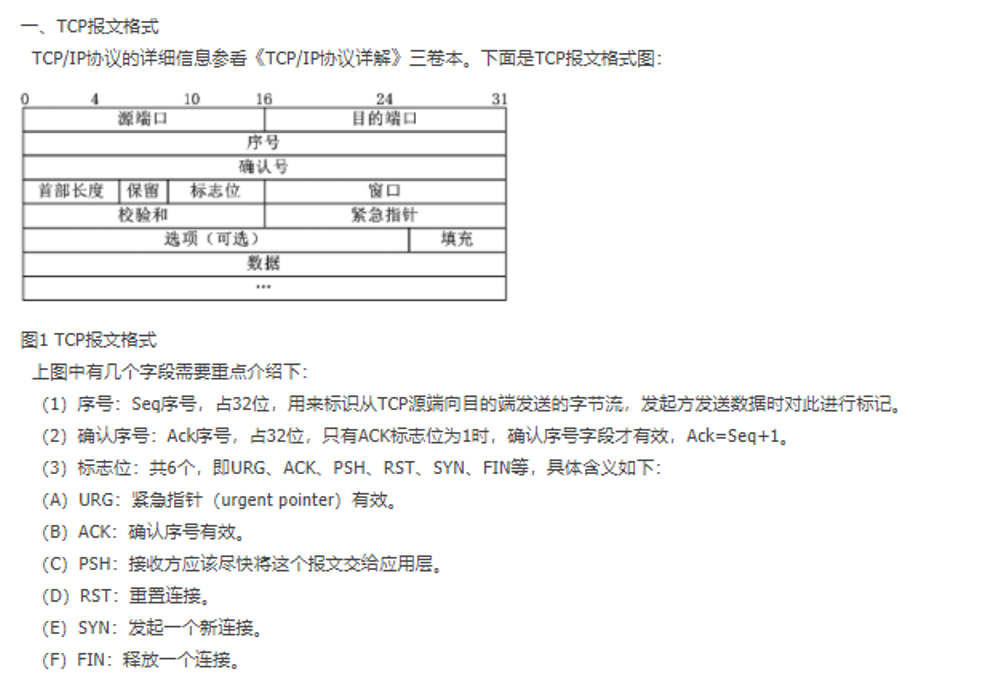 一、TCP报文格式
TCP/IP协议的详细信息参看《TCP/IP协议详解》三卷本。下面是TCP报文格式图：
0 4 10 16 24 31
源端口 目的端口
序号
确认号
首部长度 保留 标志位 窗口
校验和 紧急指针
选项（可选） 填充
数据
…
图1 TCP报文格式
上图中有几个字段需要重点介绍下：
（1）序号：Seq序号，占32位，用来标识从TCP源端向目的端发送的字节流，发起方发送数据时对此进行标记。
（2）确认序号：Ack序号，占32位，只有ACK标志位为1时，确认序号字段才有效，Ack=Seq+1。
（3）标志位：共6个，即URG、ACK、PSH、RST、SYN、FIN等，具体含义如下：
（A）URG：紧急指针（urgent pointer）有效。
（B）ACK：确认序号有效。
（C）PSH：接收方应该尽快将这个报文交给应用层。
（D）RST：重置连接。
（E）SYN：发起一个新连接。
（F）FIN：释放一个连接。